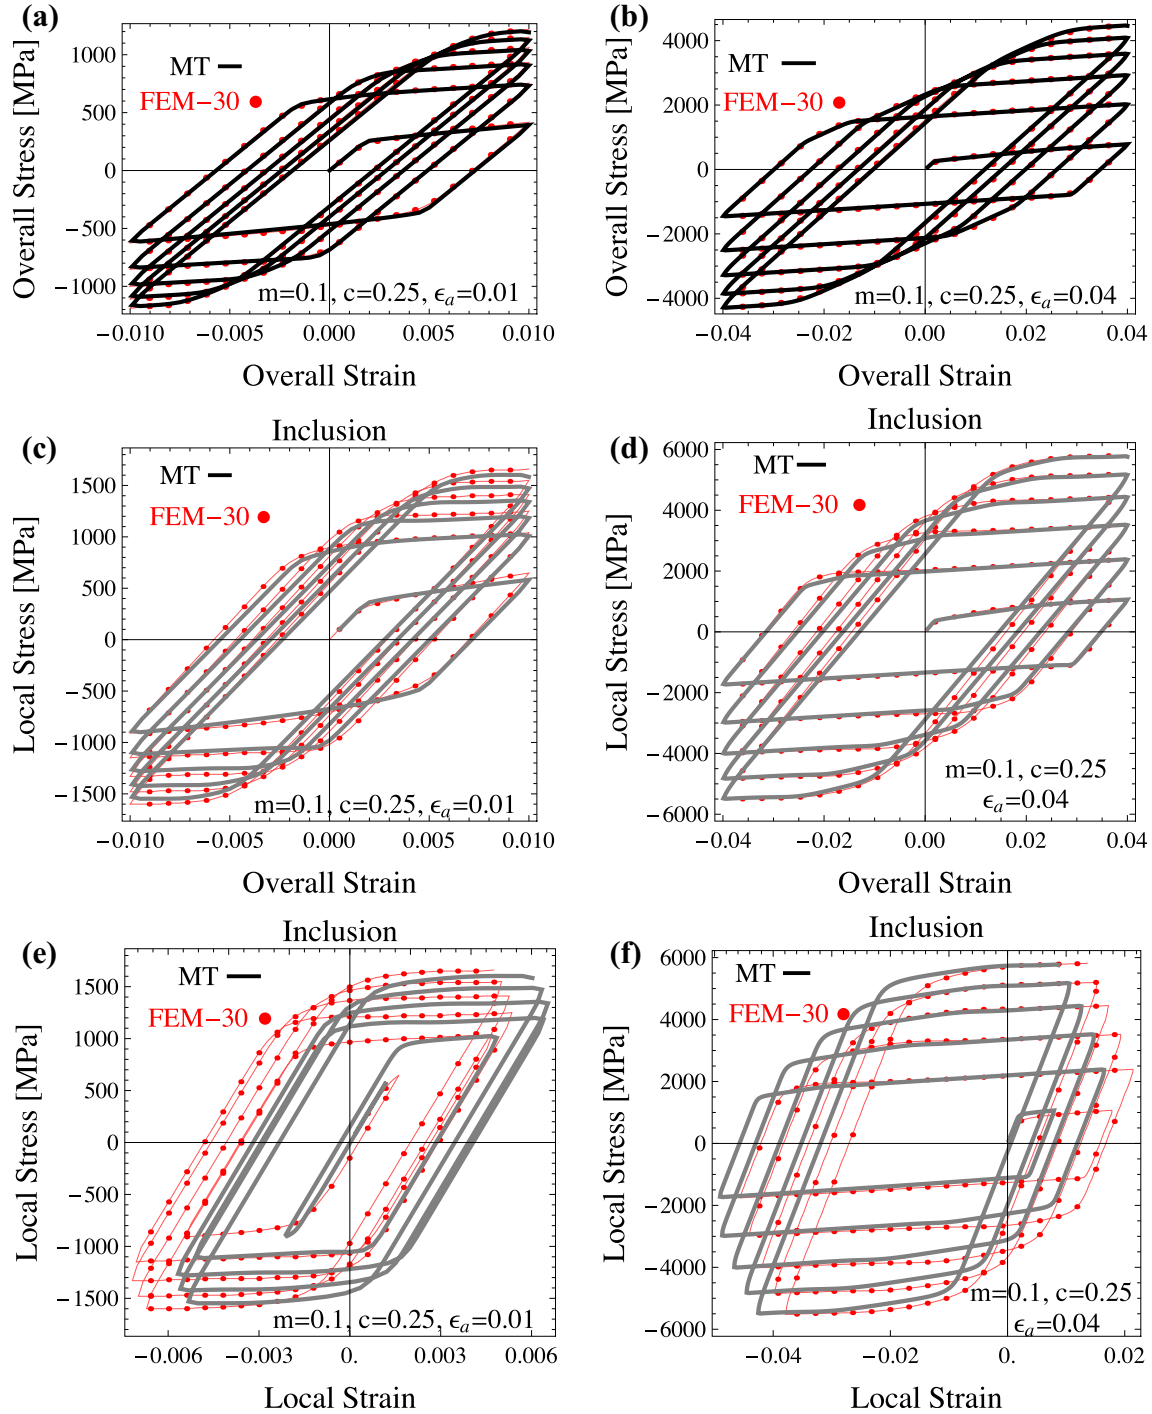 (a)
1000
500
0
−500
−1000
Overall Stress [MPa]
MT
FEM−30
m=0.1, c=0.25, ϵa=0.01
−0.010
−0.005
0.000
0.005
0.010
Overall Strain
(b)
4000
2000
0
−2000
−4000
Overall Stress [MPa]
MT
FEM−30
m=0.1, c=0.25, ϵa=0.04
−0.04
−0.02
0.00
0.02
0.04
Overall Strain
(c)
Inclusion
1500
1000
500
0
−500
−1000
−1500
Local Stress [MPa]
MT
FEM−30
m=0.1, c=0.25, ϵa=0.01
−0.010
−0.005
0.000
0.005
0.010
Overall Strain
(d)
Inclusion
6000
4000
2000
0
−2000
−4000
−6000
Local Stress [MPa]
MT
FEM−30
m=0.1, c=0.25
ϵa=0.04
−0.04
−0.02
0.00
0.02
0.04
Overall Strain
(e)
Inclusion
1500
1000
500
0
−500
−1000
−1500
Local Stress [MPa]
MT
FEM−30
m=0.1, c=0.25, ϵa=0.01
−0.006
−0.003
0.
0.003
0.006
Local Strain
(f)
Inclusion
6000
4000
2000
0
−2000
−4000
−6000
Local Stress [MPa]
MT
FEM−30
m=0.1, c=0.25
ϵa=0.04
−0.04
−0.02
0.
0.02
Local Strain